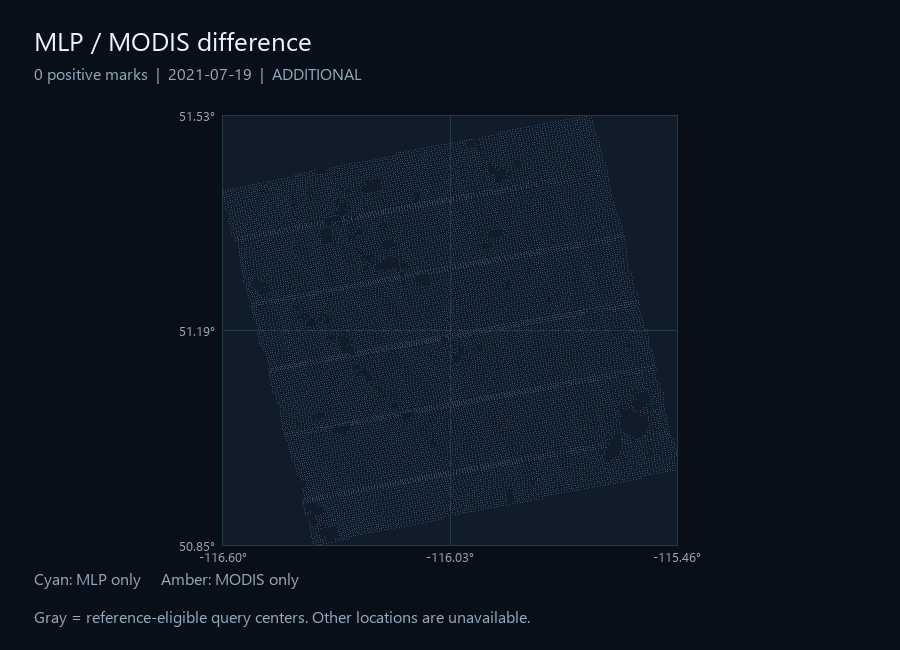 MLP / MODIS difference
0 positive marks | 2021-07-19 | ADDITIONAL
51.53°
51.19°
50.85°
-116.60° -116.03° -115.46°
Cyan: MLP only Amber: MODIS only
Gray = reference-eligible query centers. Other locations are unavailable.